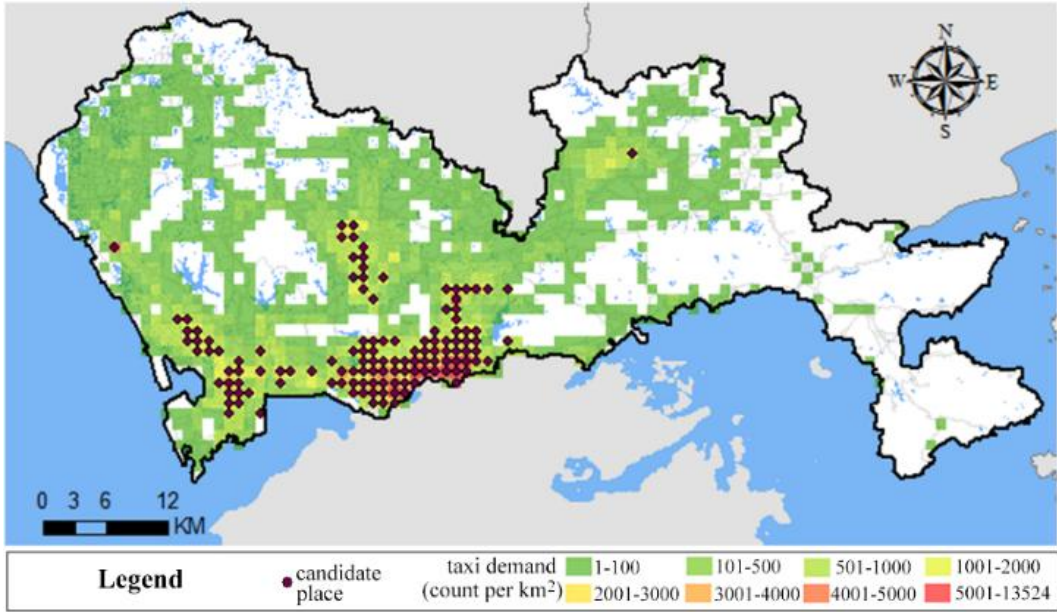 N
W E
S
0 3 6 12
KM
Legend
candidate
place
taxi demand
(count per km²)
1-100 101-500 501-1000 1001-2000
2001-3000 3001-4000 4001-5000 5001-13524